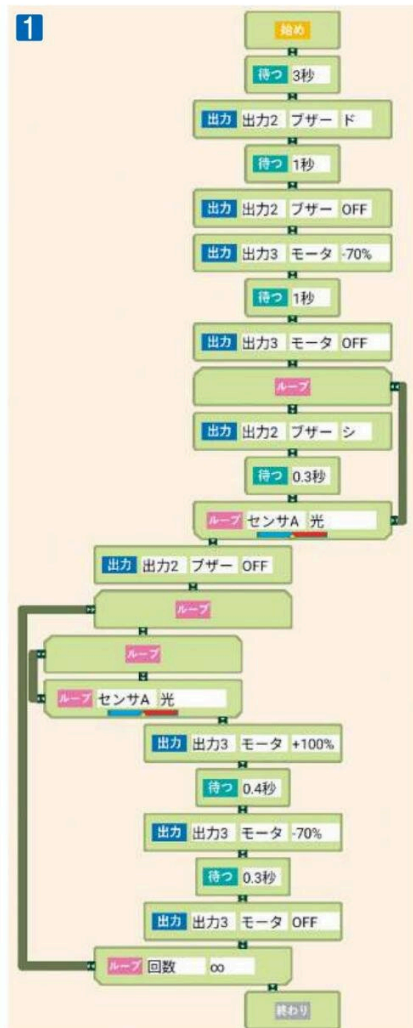 1
始め
待つ 3秒
出力 出力2 ブザー ド
待つ 1秒
出力 出力2 ブザー OFF
出力 出力3 モータ -70%
待つ 1秒
出力 出力3 モータ OFF
ループ
出力 出力2 ブザー シ
待つ 0.3秒
ループ センサA 光
出力 出力2 ブザー OFF
ループ
ループ
ループ センサA 光
出力 出力3 モータ +100%
待つ 0.4秒
出力 出力3 モータ -70%
待つ 0.3秒
出力 出力3 モータ OFF
ループ 回数 ∞
終わり